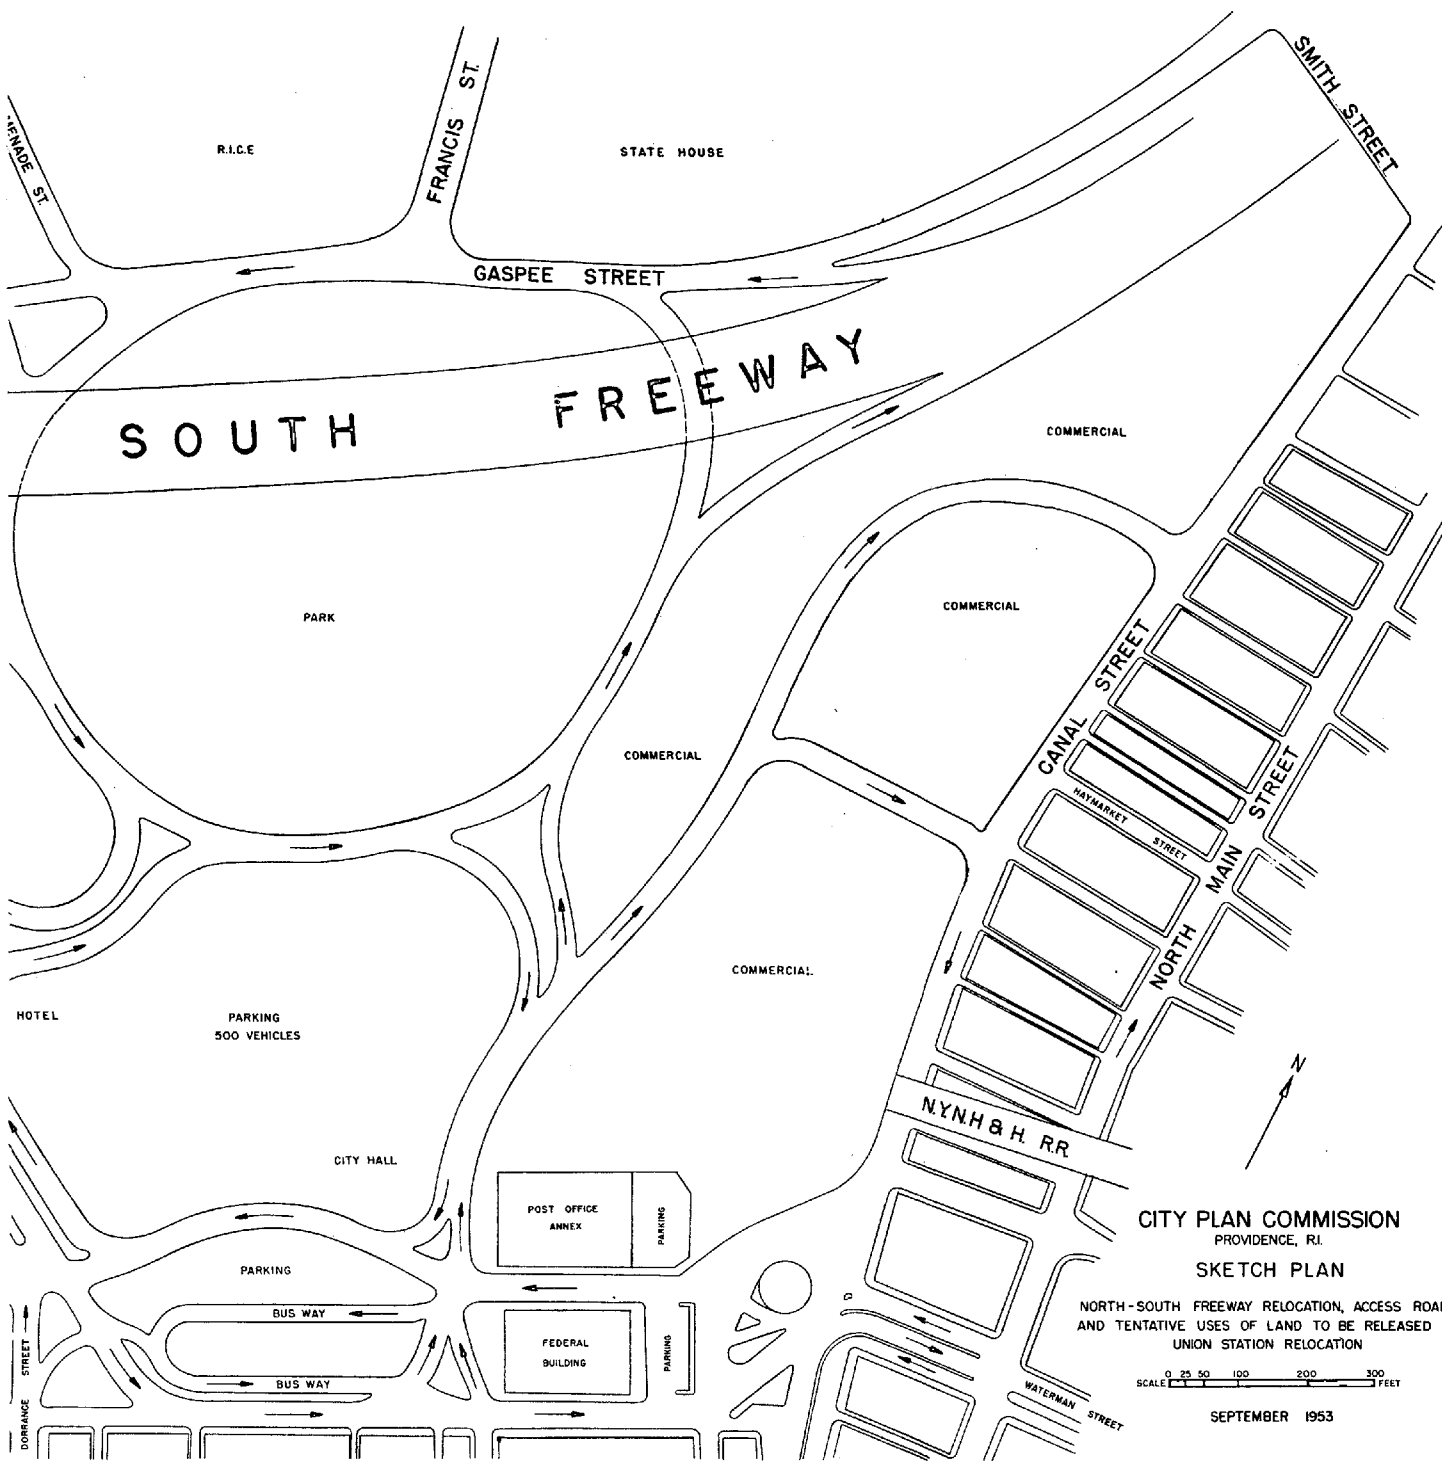 SMITH STREET
MENADE ST.
R.I.C.E
FRANCIS ST.
STATE HOUSE
GASPEE STREET
SOUTH FREEWAY
COMMERCIAL
COMMERCIAL
PARK
COMMERCIAL
CANAL STREET
HAYMARKET STREET
NORTH MAIN STREET
COMMERCIAL
HOTEL
PARKING
500 VEHICLES
N
N.Y.N.H & H. R.R.
CITY HALL
POST OFFICE
ANNEX
PARKING
PARKING
BUS WAY
BUS WAY
FEDERAL
BUILDING
PARKING
DORRANCE STREET
WATERMAN STREET
CITY PLAN COMMISSION
PROVIDENCE, R.I.
SKETCH PLAN
NORTH-SOUTH FREEWAY RELOCATION, ACCESS ROA
AND TENTATIVE USES OF LAND TO BE RELEASED
UNION STATION RELOCATION
SCALE 0 25 50 100 200 300 FEET
SEPTEMBER 1953